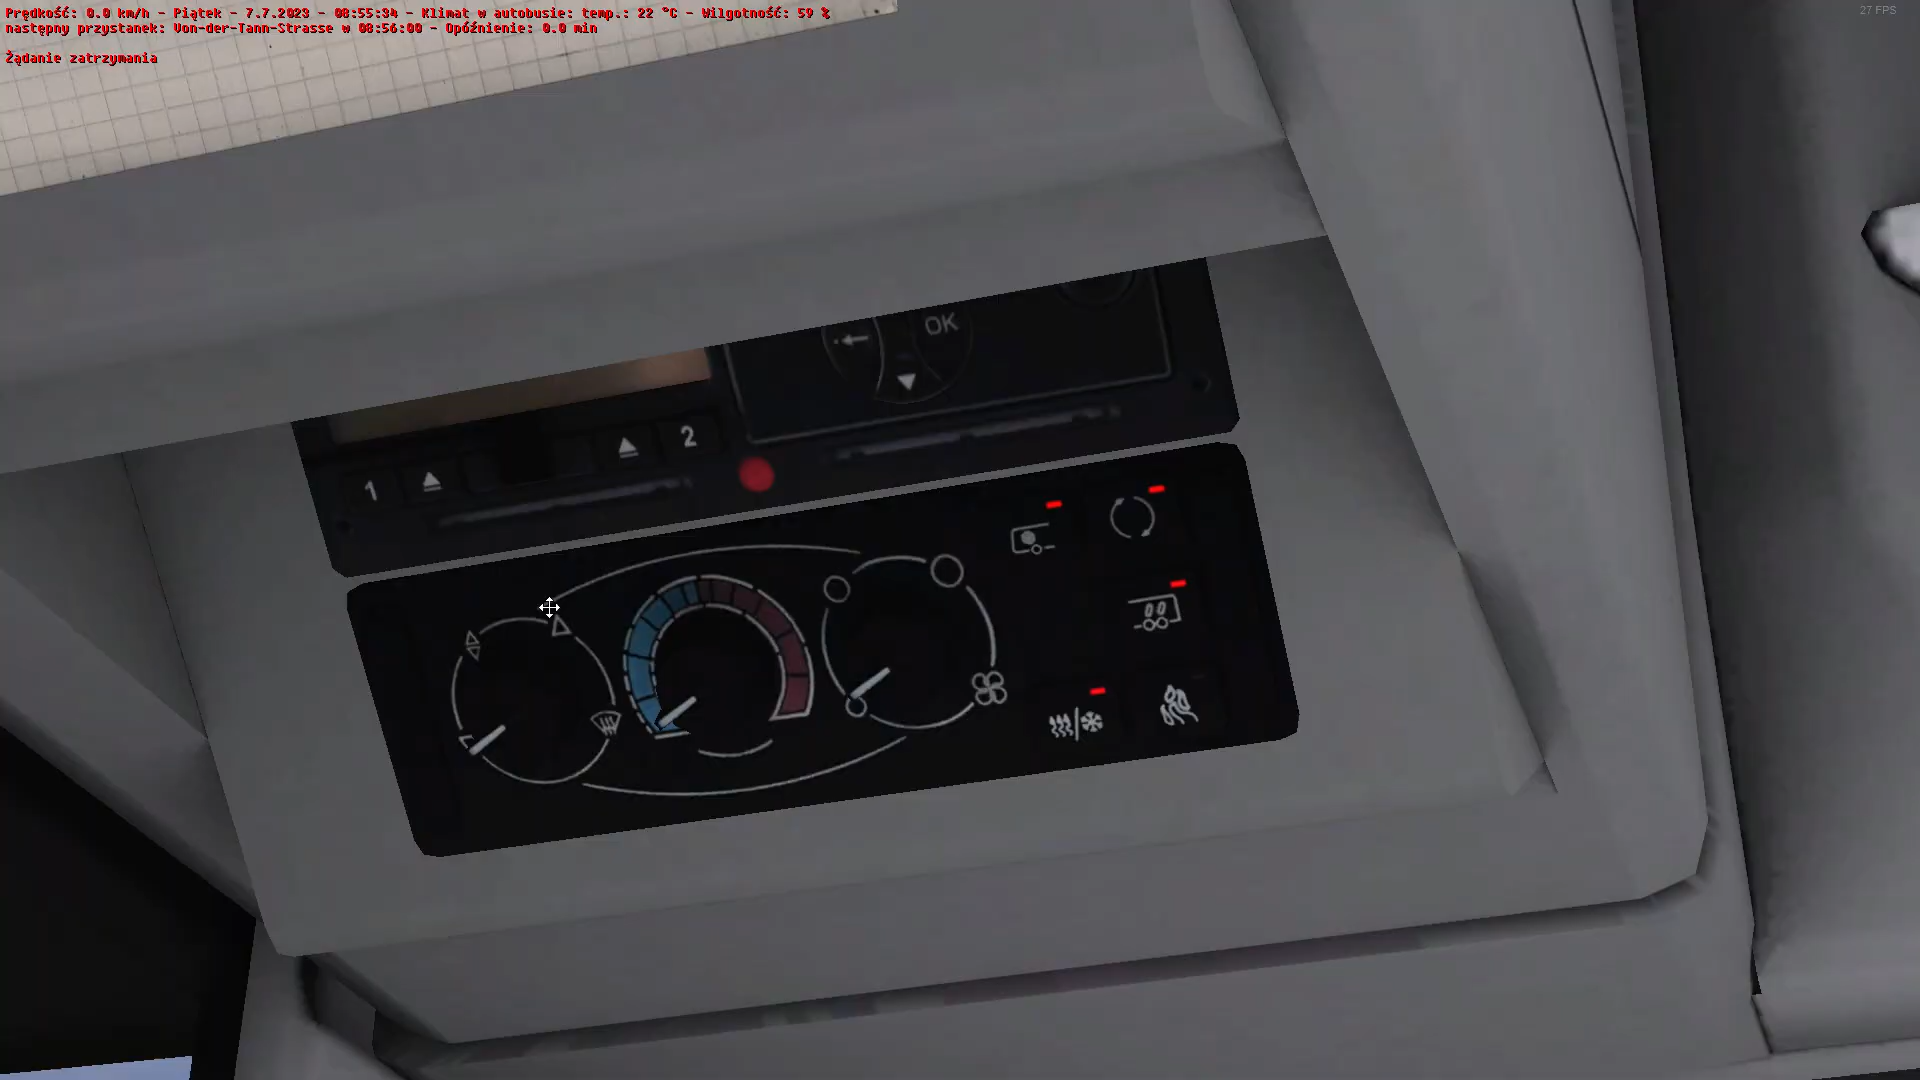 Prędkość: 0.0 km/h - Piątek - 7.7.2023 - 08:55:34 - Klimat w autobusie: temp.: 22 °C - Wilgotność: 59 %
27 FPS
następny przystanek: Von-der-Tann-Strasse w 08:56:00 - Opóźnienie: 0.0 min
Żądanie zatrzymania
OK
1 2